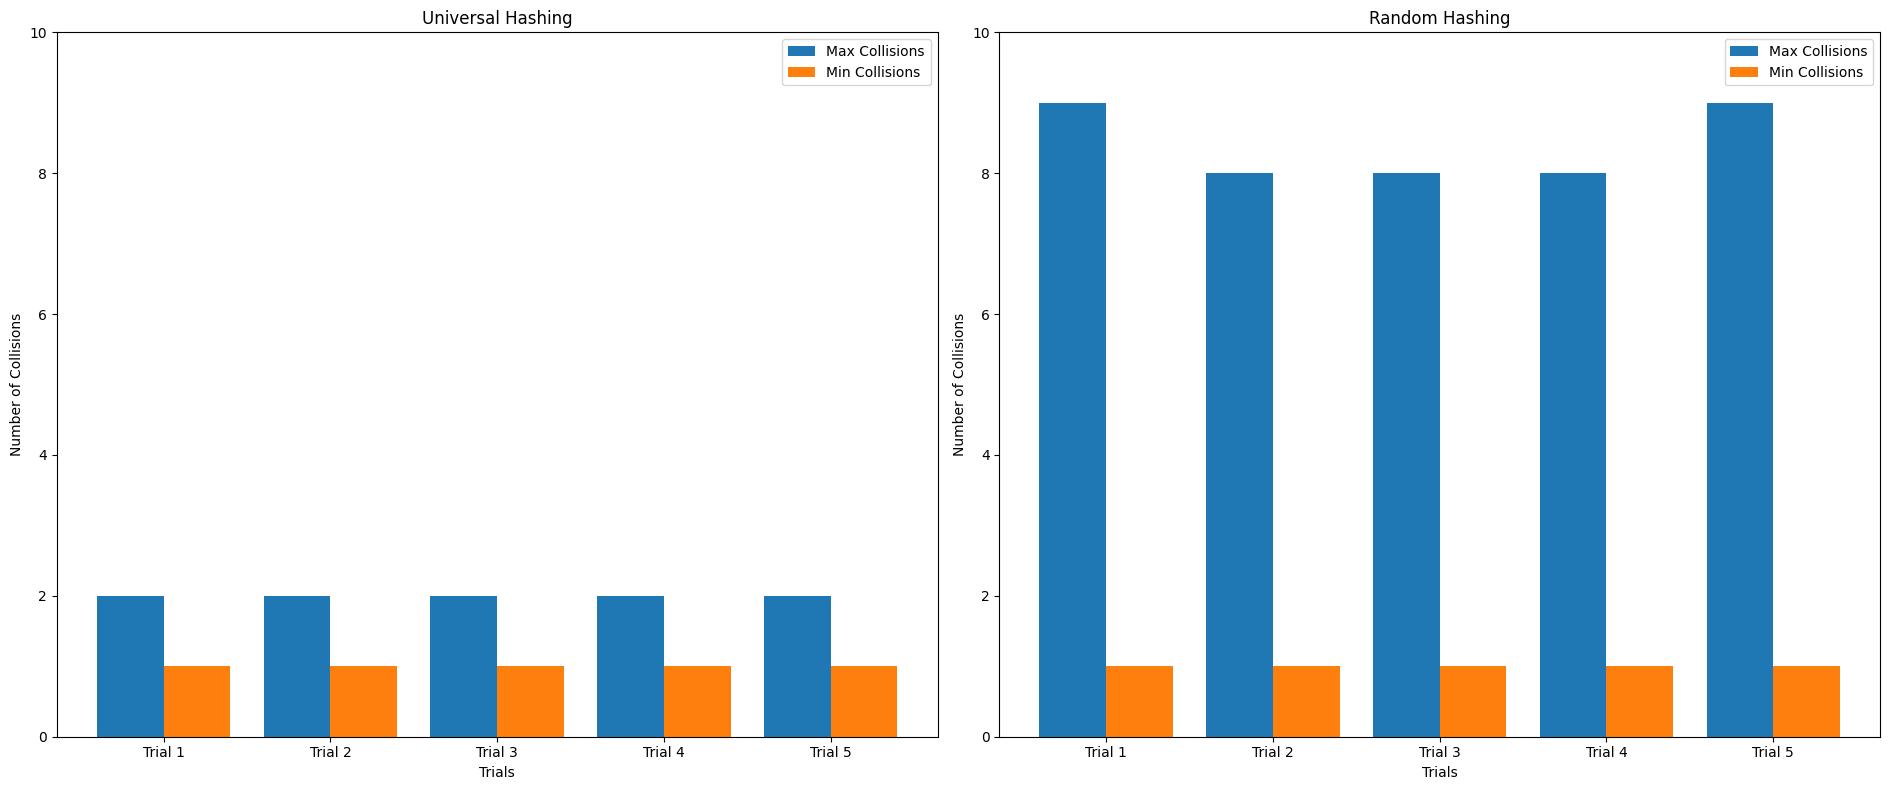 Universal Hashing
Max Collisions
Min Collisions
10
8
6
4
2
0
Number of Collisions
Trial 1 Trial 2 Trial 3 Trial 4 Trial 5
Trials
Random Hashing
Max Collisions
Min Collisions
10
8
6
4
2
0
Number of Collisions
Trial 1 Trial 2 Trial 3 Trial 4 Trial 5
Trials